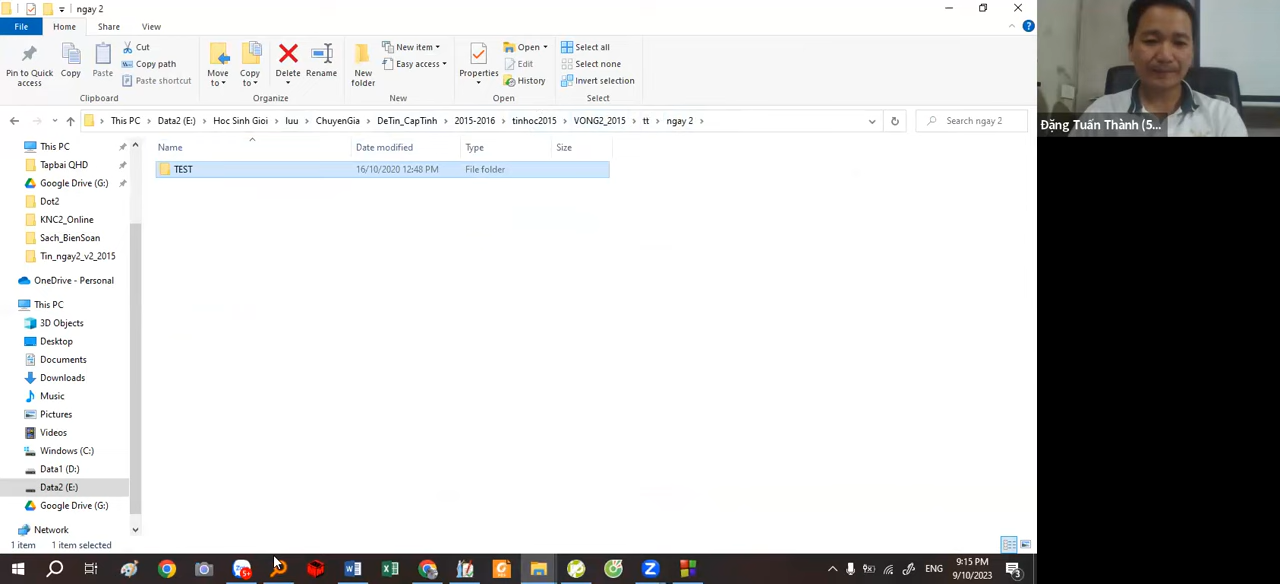 ngay 2
File Home Share View
Pin to Quick access
Copy
Paste
Cut
Copy path
Paste shortcut
Clipboard
Move to
Copy to
Delete
Rename
Organize
New folder
New item
Easy access
New
Properties
Open
Edit
History
Open
Select all
Select none
Invert selection
Select
This PC > Data2 (E:) > Hoc Sinh Gioi > luu > ChuyenGia > DeTin_CapTinh > 2015-2016 > tinhoc2015 > VONG2_2015 > tt > ngay 2 >
Search ngay 2
Name Date modified Type Size
TEST 16/10/2020 12:48 PM File folder
This PC
Tapbai QHD
Google Drive (G:)
Dot2
KNC2_Online
Sach_BienSoan
Tin_ngay2_v2_2015
OneDrive - Personal
This PC
3D Objects
Desktop
Documents
Downloads
Music
Pictures
Videos
Windows (C:)
Data1 (D:)
Data2 (E:)
Google Drive (G:)
Network
1 item 1 item selected
Đặng Tuấn Thành (5...
ENG
9:15 PM
9/10/2023